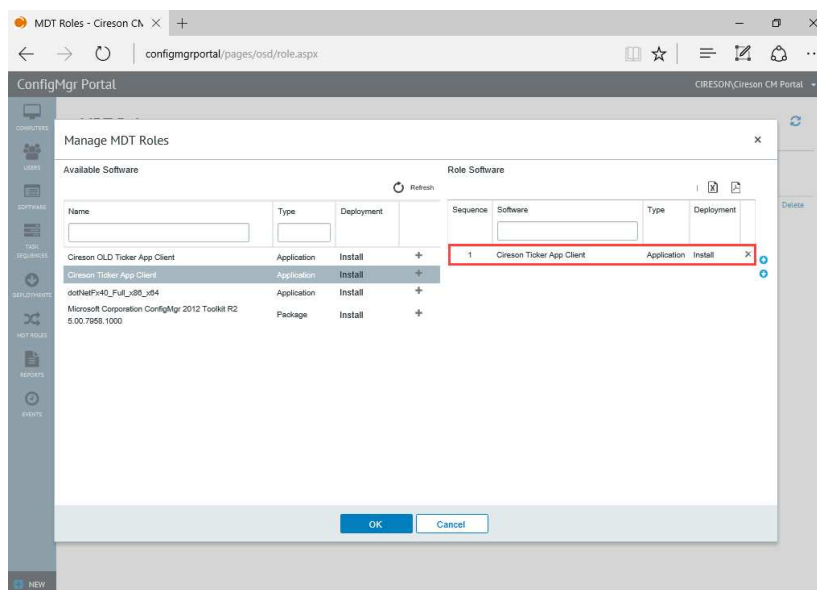 MDT Roles - Cireson CM
configmgrportal/pages/osd/role.aspx
ConfigMgr Portal
CIRESON\Cireson CM Portal
COMPUTERS
USERS
SOFTWARE
TASK SEQUENCES
DEPLOYMENTS
MDT ROLES
REPORTS
EVENTS
NEW
Delete
Manage MDT Roles
Available Software
Refresh
Name Type Deployment
Cireson OLD Ticker App Client Application Install
Cireson Ticker App Client Application Install
dotNetFx40_Full_x86_x64 Application Install
Microsoft Corporation ConfigMgr 2012 Toolkit R2
5.00.7958.1000 Package Install
Role Software
Sequence Software Type Deployment
1 Cireson Ticker App Client Application Install
OK Cancel